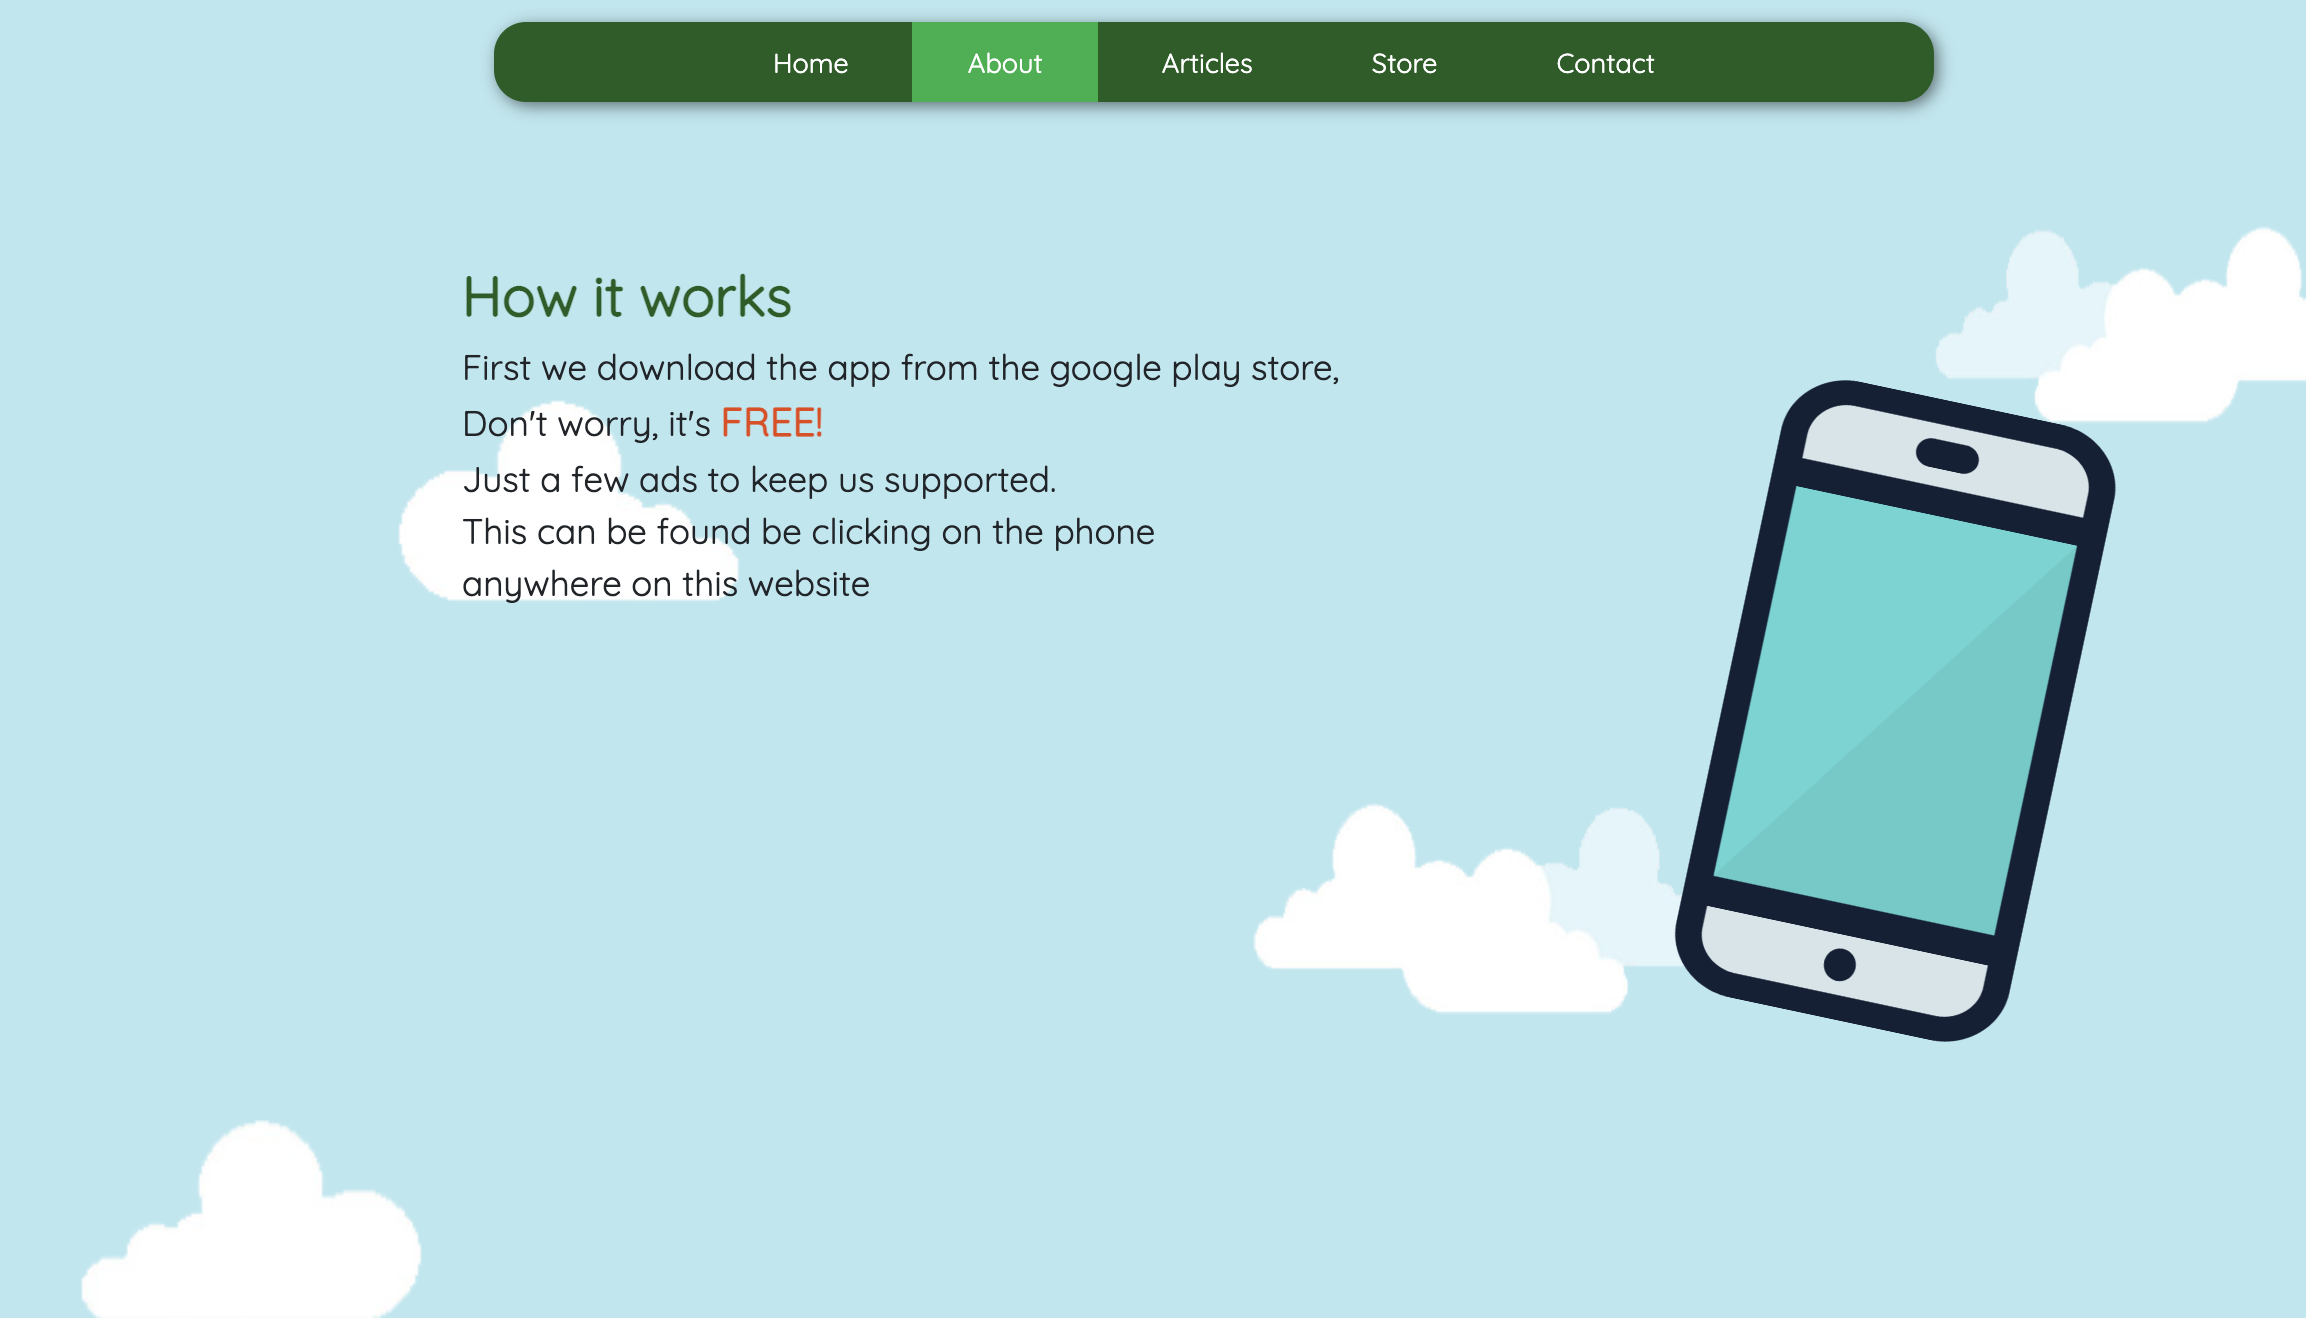 Home About Articles Store Contact
How it works
First we download the app from the google play store,
Don't worry, it's FREE!
Just a few ads to keep us supported.
This can be found be clicking on the phone
anywhere on this website